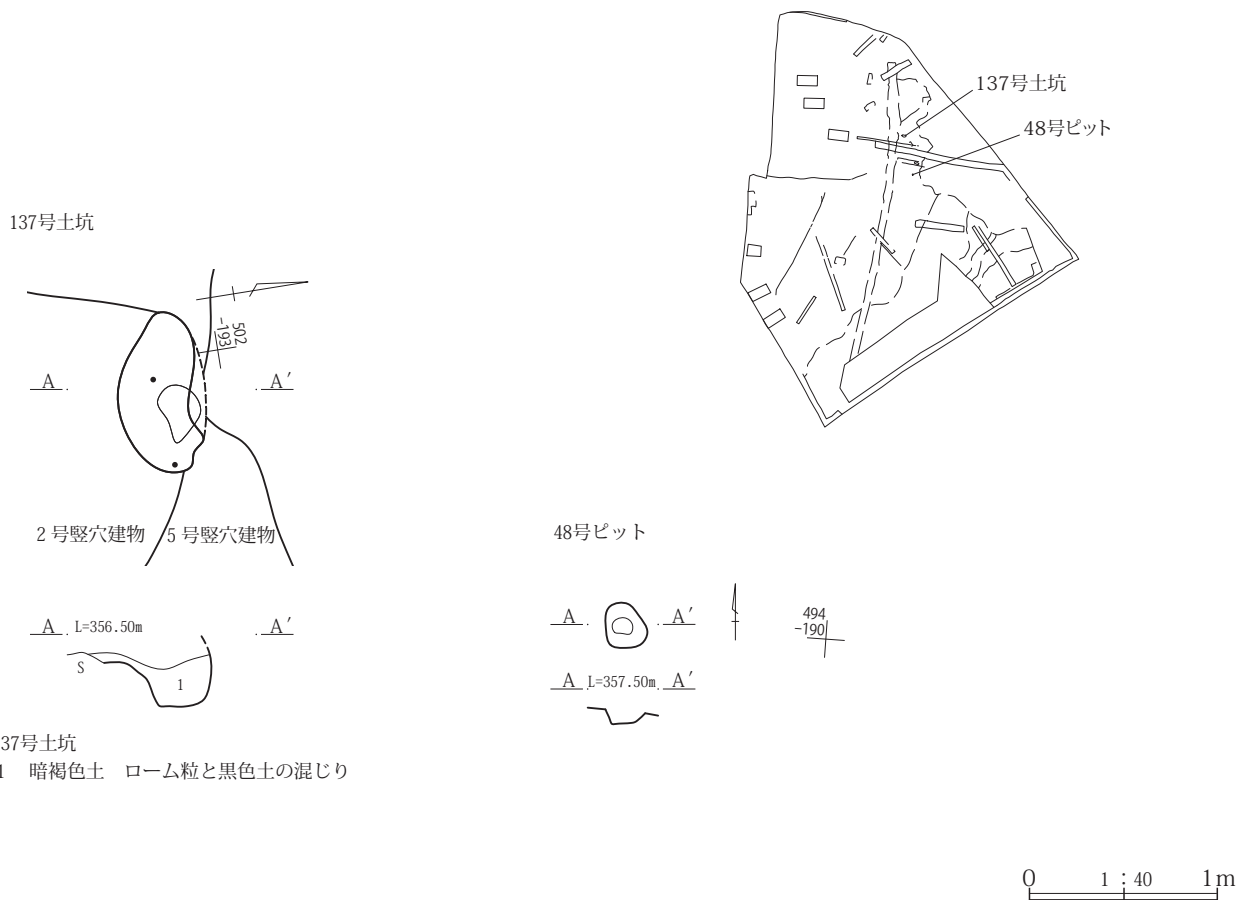 137号土坑
48号ピット
137号土坑
502
-193
A
A′
2号竪穴建物 5号竪穴建物
A L=356.50m A′
S
1
37号土坑
1 暗褐色土 ローム粒と黒色土の混じり
48号ピット
A A′
494
-190
A L=357.50m A′
0 1:40 1m